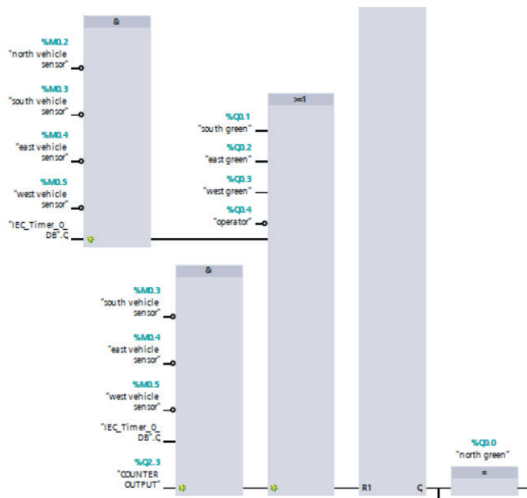 &
%M0.2
"north vehicle
sensor"
%M0.3
"south vehicle
sensor"
%M0.4
"east vehicle
sensor"
%M0.5
"west vehicle
sensor"
"IEC_Timer_0_
DB".Q
>=1
%Q0.1
"south green"
%Q0.2
"east green"
%Q0.3
"west green"
%Q0.4
"operator"
&
%M0.3
"south vehicle
sensor"
%M0.4
"east vehicle
sensor"
%M0.5
"west vehicle
sensor"
"IEC_Timer_0_
DB".Q
%Q2.3
"COUNTER
OUTPUT"
R1
Q
%Q0.0
"north green"
=